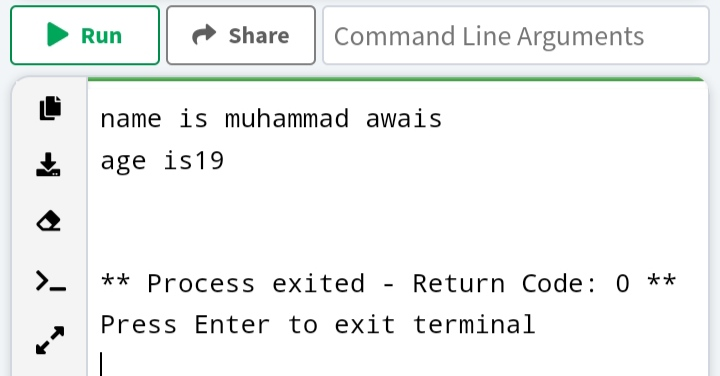 Run Share Command Line Arguments
name is muhammad awais
age is19
** Process exited - Return Code: 0 **
Press Enter to exit terminal